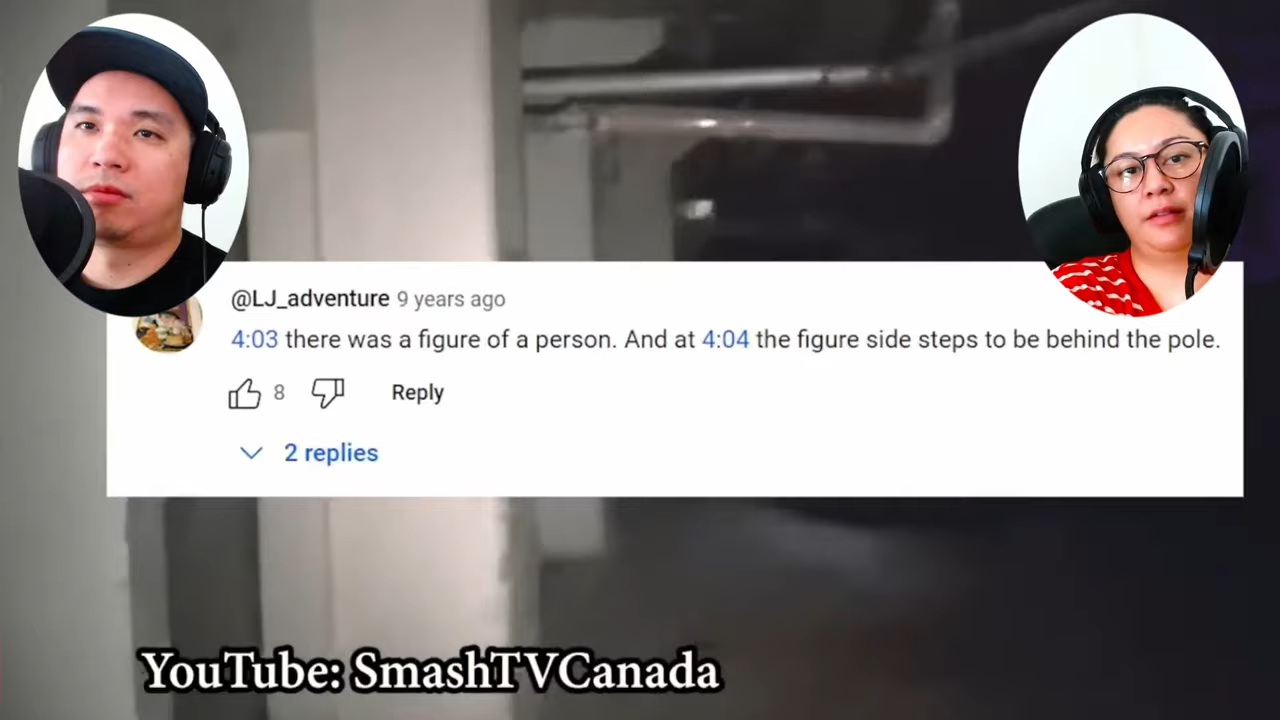 @LJ_adventure 9 years ago
4:03 there was a figure of a person. And at 4:04 the figure side steps to be behind the pole.
8 Reply
2 replies
YouTube: SmashTVCanada